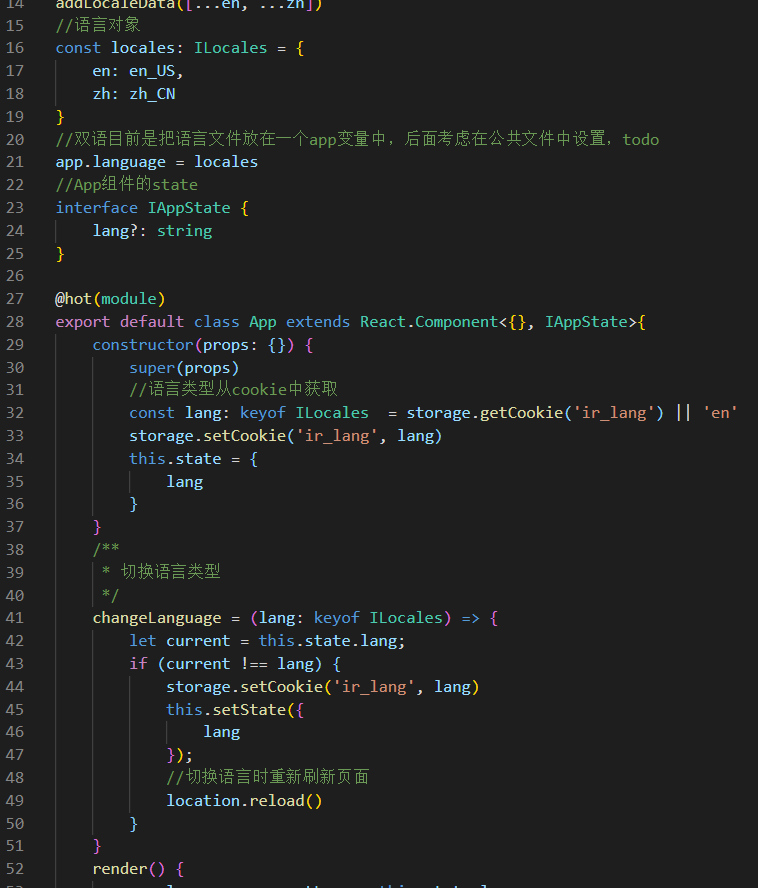 14 addLocaleData([...en, ...zh])
15 //语言对象
16 const locales: ILocales = {
17 en: en_US,
18 zh: zh_CN
19 }
20 //双语目前是把语言文件放在一个app变量中，后面考虑在公共文件中设置，todo
21 app.language = locales
22 //App组件的state
23 interface IAppState {
24 lang?: string
25 }
26
27 @hot(module)
28 export default class App extends React.Component<{}, IAppState>{
29 constructor(props: {}) {
30 super(props)
31 //语言类型从cookie中获取
32 const lang: keyof ILocales  = storage.getCookie('ir_lang') || 'en'
33 storage.setCookie('ir_lang', lang)
34 this.state = {
35 lang
36 }
37 }
38 /**
39 * 切换语言类型
40 */
41 changeLanguage = (lang: keyof ILocales) => {
42 let current = this.state.lang;
43 if (current !== lang) {
44 storage.setCookie('ir_lang', lang)
45 this.setState({
46 lang
47 });
48 //切换语言时重新刷新页面
49 location.reload()
50 }
51 }
52 render() {